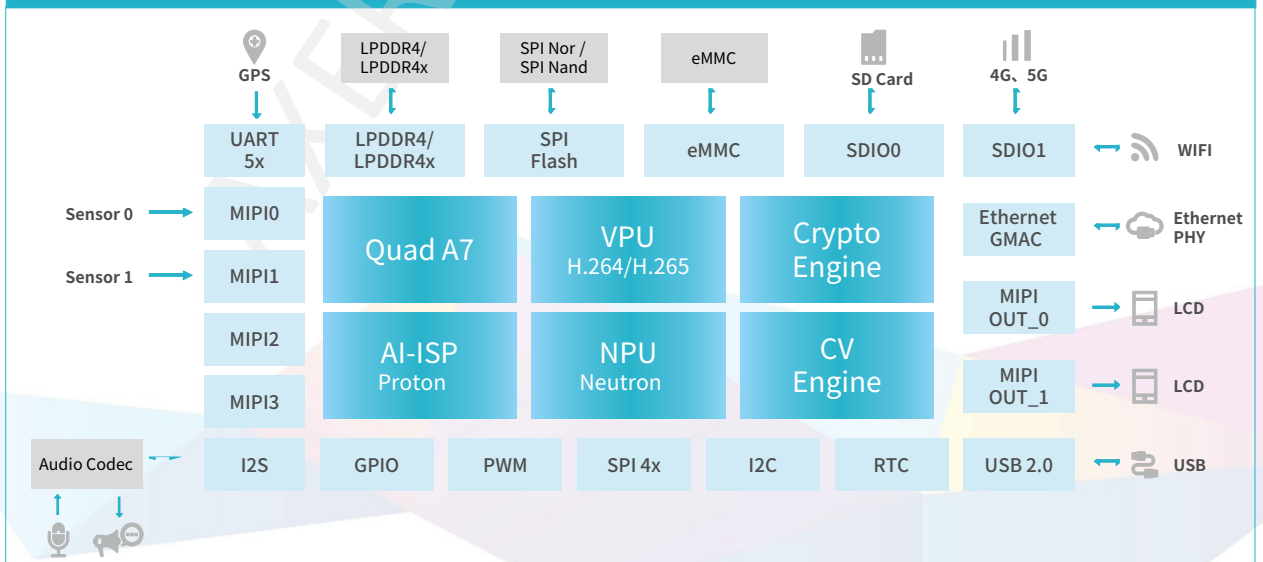 GPS
LPDDR4/
LPDDR4x
SPI Nor /
SPI Nand
eMMC
SD Card
4G、5G
UART
5x
LPDDR4/
LPDDR4x
SPI
Flash
eMMC
SDIO0
SDIO1
WIFI
Sensor 0
MIPI0
Quad A7
VPU
H.264/H.265
Crypto
Engine
Ethernet
GMAC
Ethernet
PHY
Sensor 1
MIPI1
MIPI2
MIPI
OUT_0
LCD
AI-ISP
Proton
NPU
Neutron
CV
Engine
MIPI3
MIPI
OUT_1
LCD
Audio Codec
I2S
GPIO
PWM
SPI 4x
I2C
RTC
USB 2.0
USB